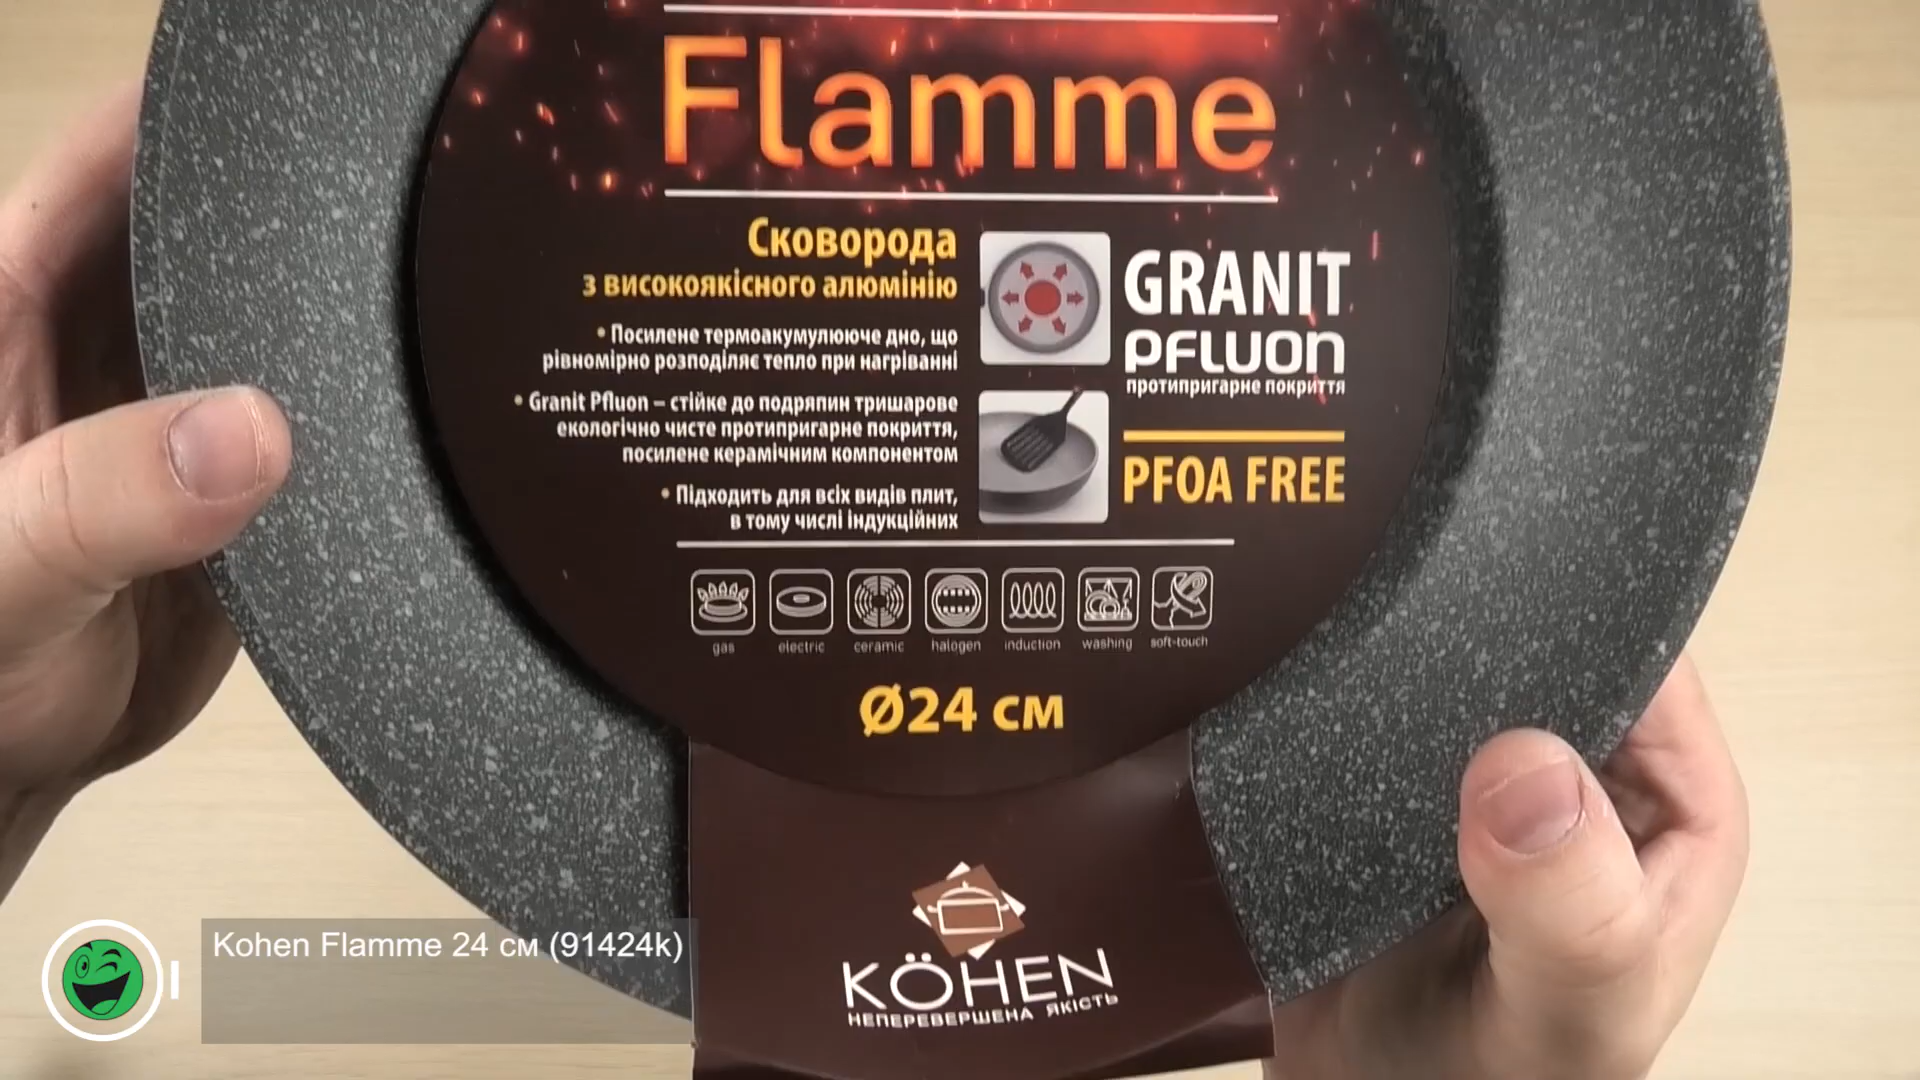 Flamme
Сковорода
з високоякісного алюмінію
• Посилене термоакумулююче дно, що
рівномірно розподіляє тепло при нагріванні
• Granit Pfluon – стійке до подряпин тришарове
екологічно чисте протипригарне покриття,
посилене керамічним компонентом
• Підходить для всіх видів плит,
в тому числі індукційних
GRANIT
PFLUON
протипригарне покриття
PFOA FREE
gas electric ceramic halogen induction washing soft-touch
Ø24 см
KÖHEN
НЕПЕРЕВЕРШЕНА ЯКІСТЬ
Kohen Flamme 24 см (91424k)